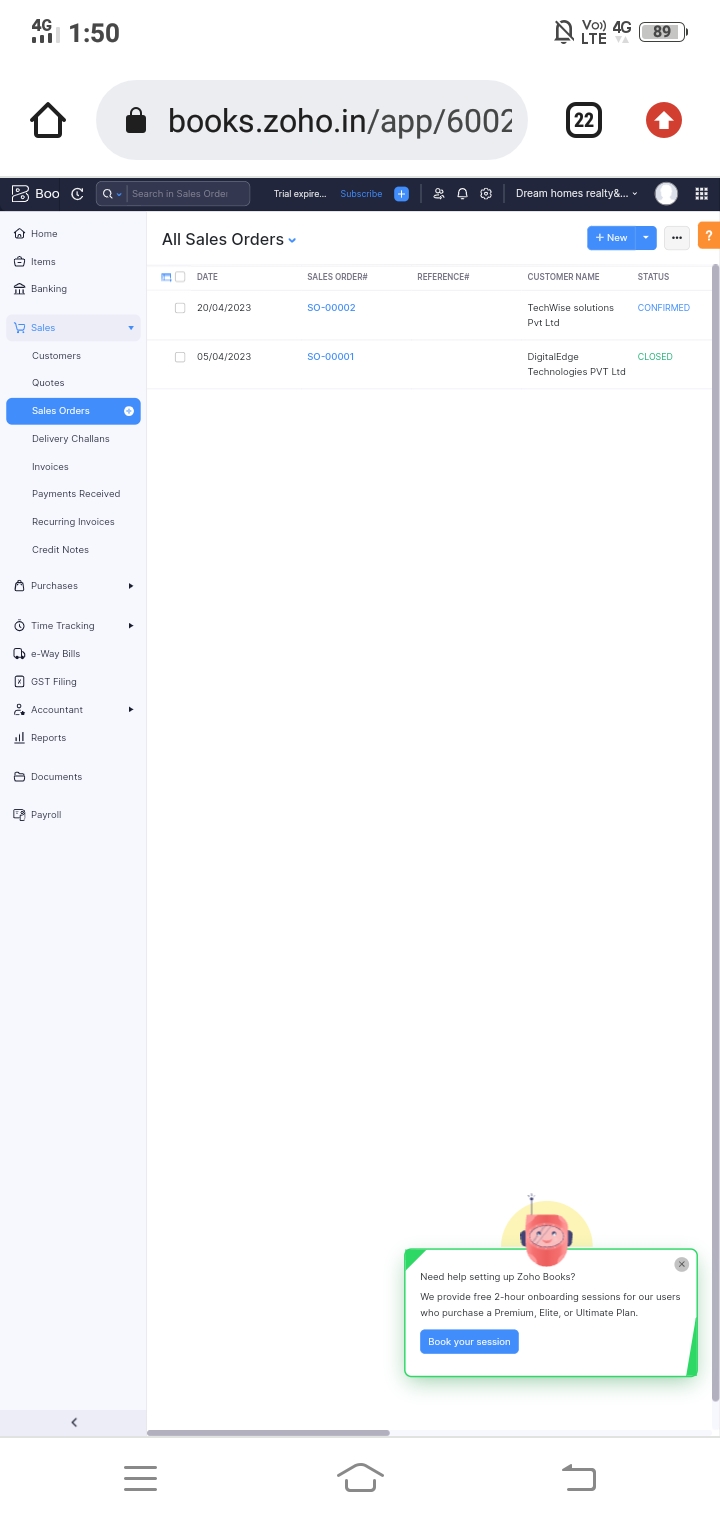 4G 1:50 Vo)) LTE 4G 89
books.zoho.in/app/6002
22
Boo Search in Sales Order Trial expire... Subscribe Dream homes realty&...
Home
All Sales Orders
+ New
?
Items
Banking
DATE SALES ORDER# REFERENCE# CUSTOMER NAME STATUS
20/04/2023 SO-00002 TechWise solutions Pvt Ltd CONFIRMED
05/04/2023 SO-00001 DigitalEdge Technologies PVT Ltd CLOSED
Sales
Customers
Quotes
Sales Orders
Delivery Challans
Invoices
Payments Received
Recurring Invoices
Credit Notes
Purchases
Time Tracking
e-Way Bills
GST Filing
Accountant
Reports
Documents
Payroll
Need help setting up Zoho Books?
We provide free 2-hour onboarding sessions for our users
who purchase a Premium, Elite, or Ultimate Plan.
Book your session